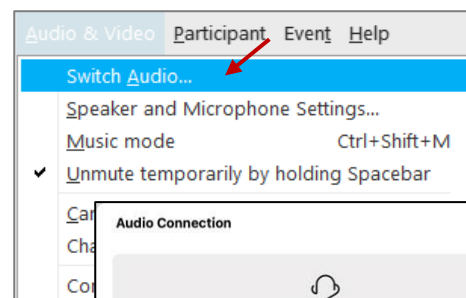 Audio & Video Participant Event Help
Switch Audio...
Speaker and Microphone Settings...
Music mode Ctrl+Shift+M
Unmute temporarily by holding Spacebar
Audio Connection